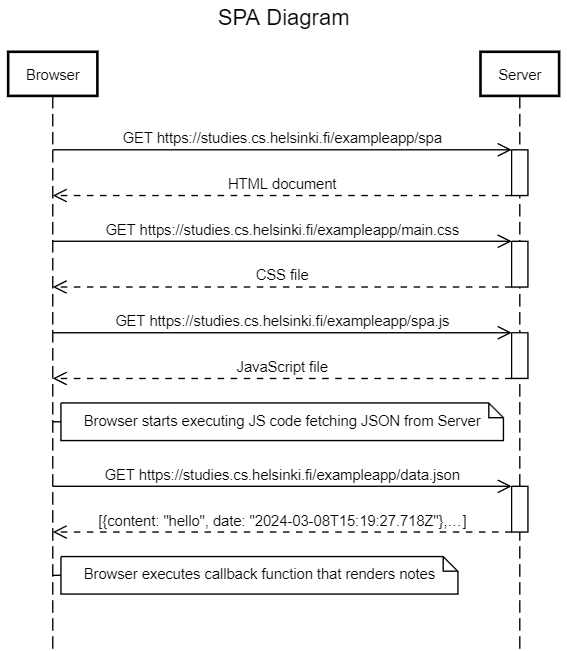 SPA Diagram
Browser
Server
GET https://studies.cs.helsinki.fi/exampleapp/spa
HTML document
GET https://studies.cs.helsinki.fi/exampleapp/main.css
CSS file
GET https://studies.cs.helsinki.fi/exampleapp/spa.js
JavaScript file
Browser starts executing JS code fetching JSON from Server
GET https://studies.cs.helsinki.fi/exampleapp/data.json
[{content: "hello", date: "2024-03-08T15:19:27.718Z"},…]
Browser executes callback function that renders notes